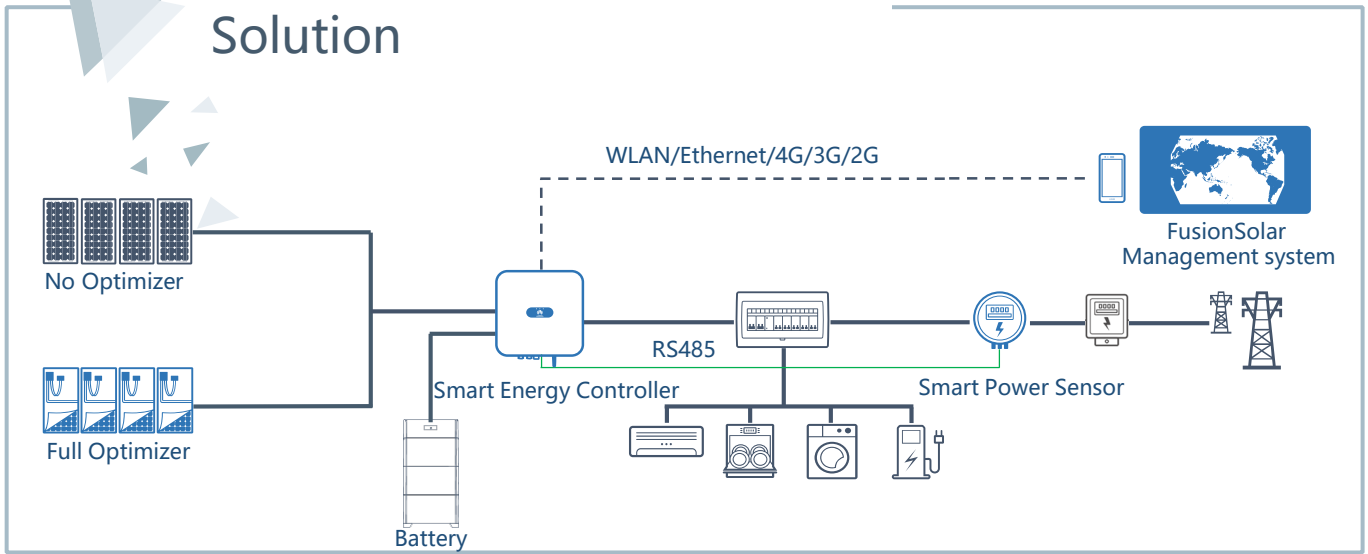 Solution
WLAN/Ethernet/4G/3G/2G
FusionSolar
Management system
No Optimizer
RS485
Smart Energy Controller
Smart Power Sensor
Full Optimizer
Battery